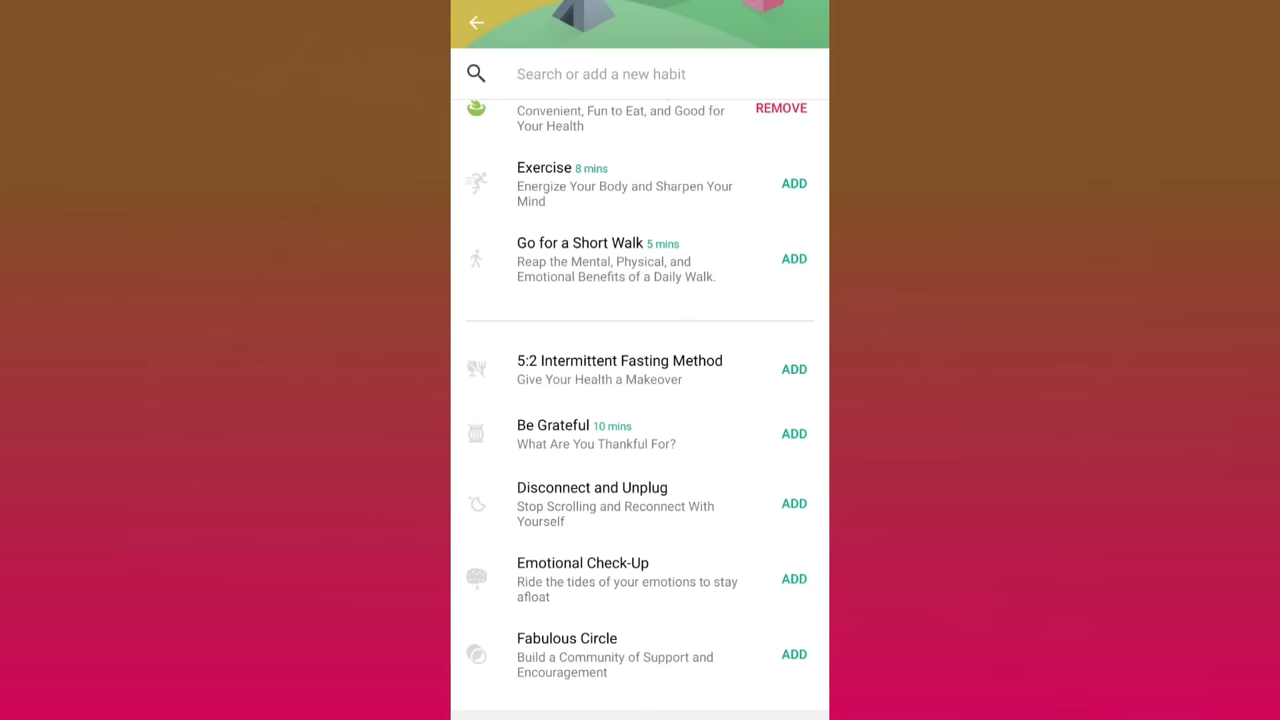 Search or add a new habit
Convenient, Fun to Eat, and Good for
Your Health
REMOVE
Exercise 8 mins
Energize Your Body and Sharpen Your
Mind
ADD
Go for a Short Walk 5 mins
Reap the Mental, Physical, and
Emotional Benefits of a Daily Walk.
ADD
5:2 Intermittent Fasting Method
Give Your Health a Makeover
ADD
Be Grateful 10 mins
What Are You Thankful For?
ADD
Disconnect and Unplug
Stop Scrolling and Reconnect With
Yourself
ADD
Emotional Check-Up
Ride the tides of your emotions to stay
afloat
ADD
Fabulous Circle
Build a Community of Support and
Encouragement
ADD